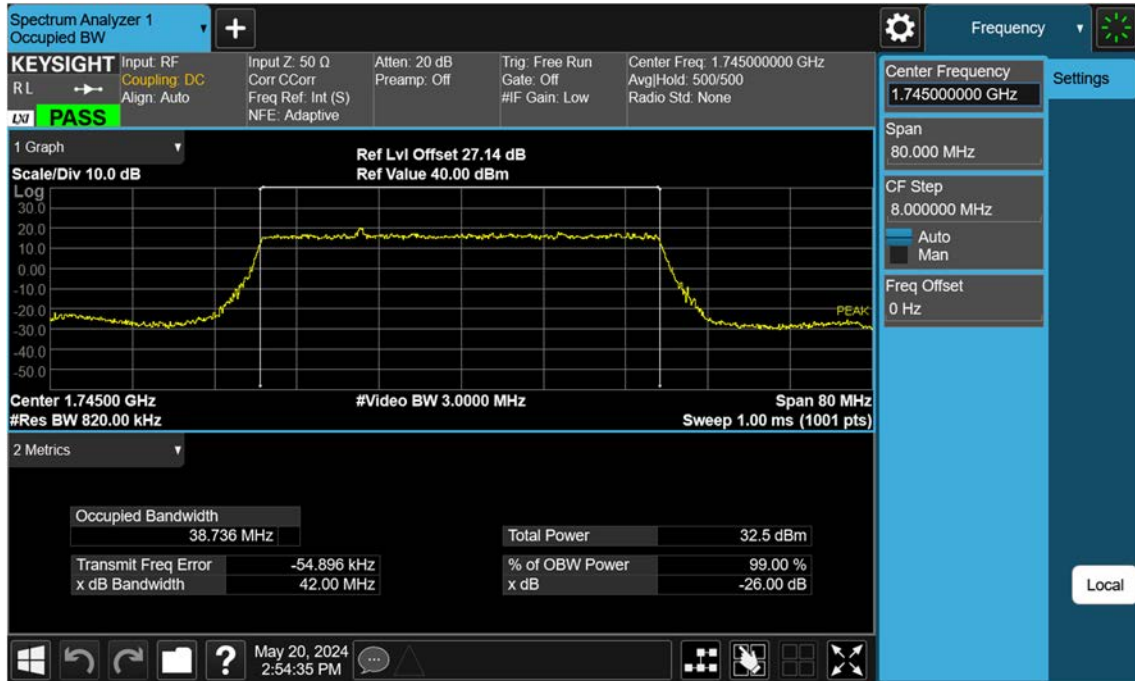 Spectrum Analyzer 1
Occupied BW
+
Frequency
KEYSIGHT
R L
LXI
PASS
Input: RF
Coupling: DC
Align: Auto
Input Z: 50 Ω
Corr CCorr
Freq Ref: Int (S)
NFE: Adaptive
Atten: 20 dB
Preamp: Off
Trig: Free Run
Gate: Off
#IF Gain: Low
Center Freq: 1.745000000 GHz
Avg|Hold: 500/500
Radio Std: None
Center Frequency
1.745000000 GHz
Settings
Span
80.000 MHz
CF Step
8.000000 MHz
Auto
Man
Freq Offset
0 Hz
Local
1 Graph
Scale/Div 10.0 dB
Ref Lvl Offset 27.14 dB
Ref Value 40.00 dBm
Log
30.0
20.0
10.0
0.00
-10.0
-20.0
-30.0
-40.0
-50.0
PEAK
Center 1.74500 GHz
#Video BW 3.0000 MHz
Span 80 MHz
#Res BW 820.00 kHz
Sweep 1.00 ms (1001 pts)
2 Metrics
Occupied Bandwidth
38.736 MHz
Total Power 32.5 dBm
Transmit Freq Error -54.896 kHz
% of OBW Power 99.00 %
x dB Bandwidth 42.00 MHz
x dB -26.00 dB
?
May 20, 2024
2:54:35 PM